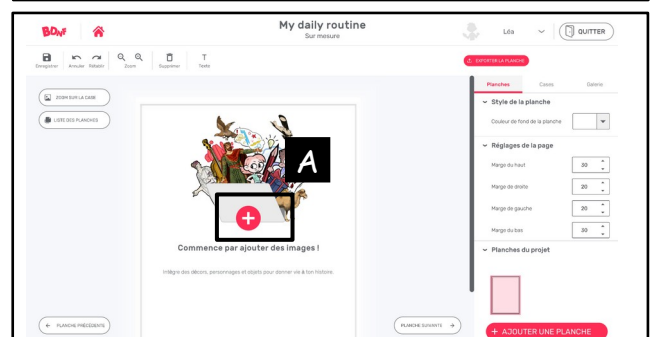 BDnF
My daily routine
Sur mesure
Léa
QUITTER
Enregistrer Annuler Rétablir Zoom Supprimer Texte
EXPORTER LA PLANCHE
Planches Cases Galerie
ZOOM SUR LA CASE
LISTE DES PLANCHES
Style de la planche
Couleur de fond de la planche
Réglages de la page
Marge du haut 20
Marge de droite 20
Marge de gauche 20
Marge du bas 20
Planches du projet
A
Commence par ajouter des images !
Intègre des décors, personnages et objets pour donner vie à ton histoire.
PLANCHE PRÉCÉDENTE
PLANCHE SUIVANTE
+ AJOUTER UNE PLANCHE